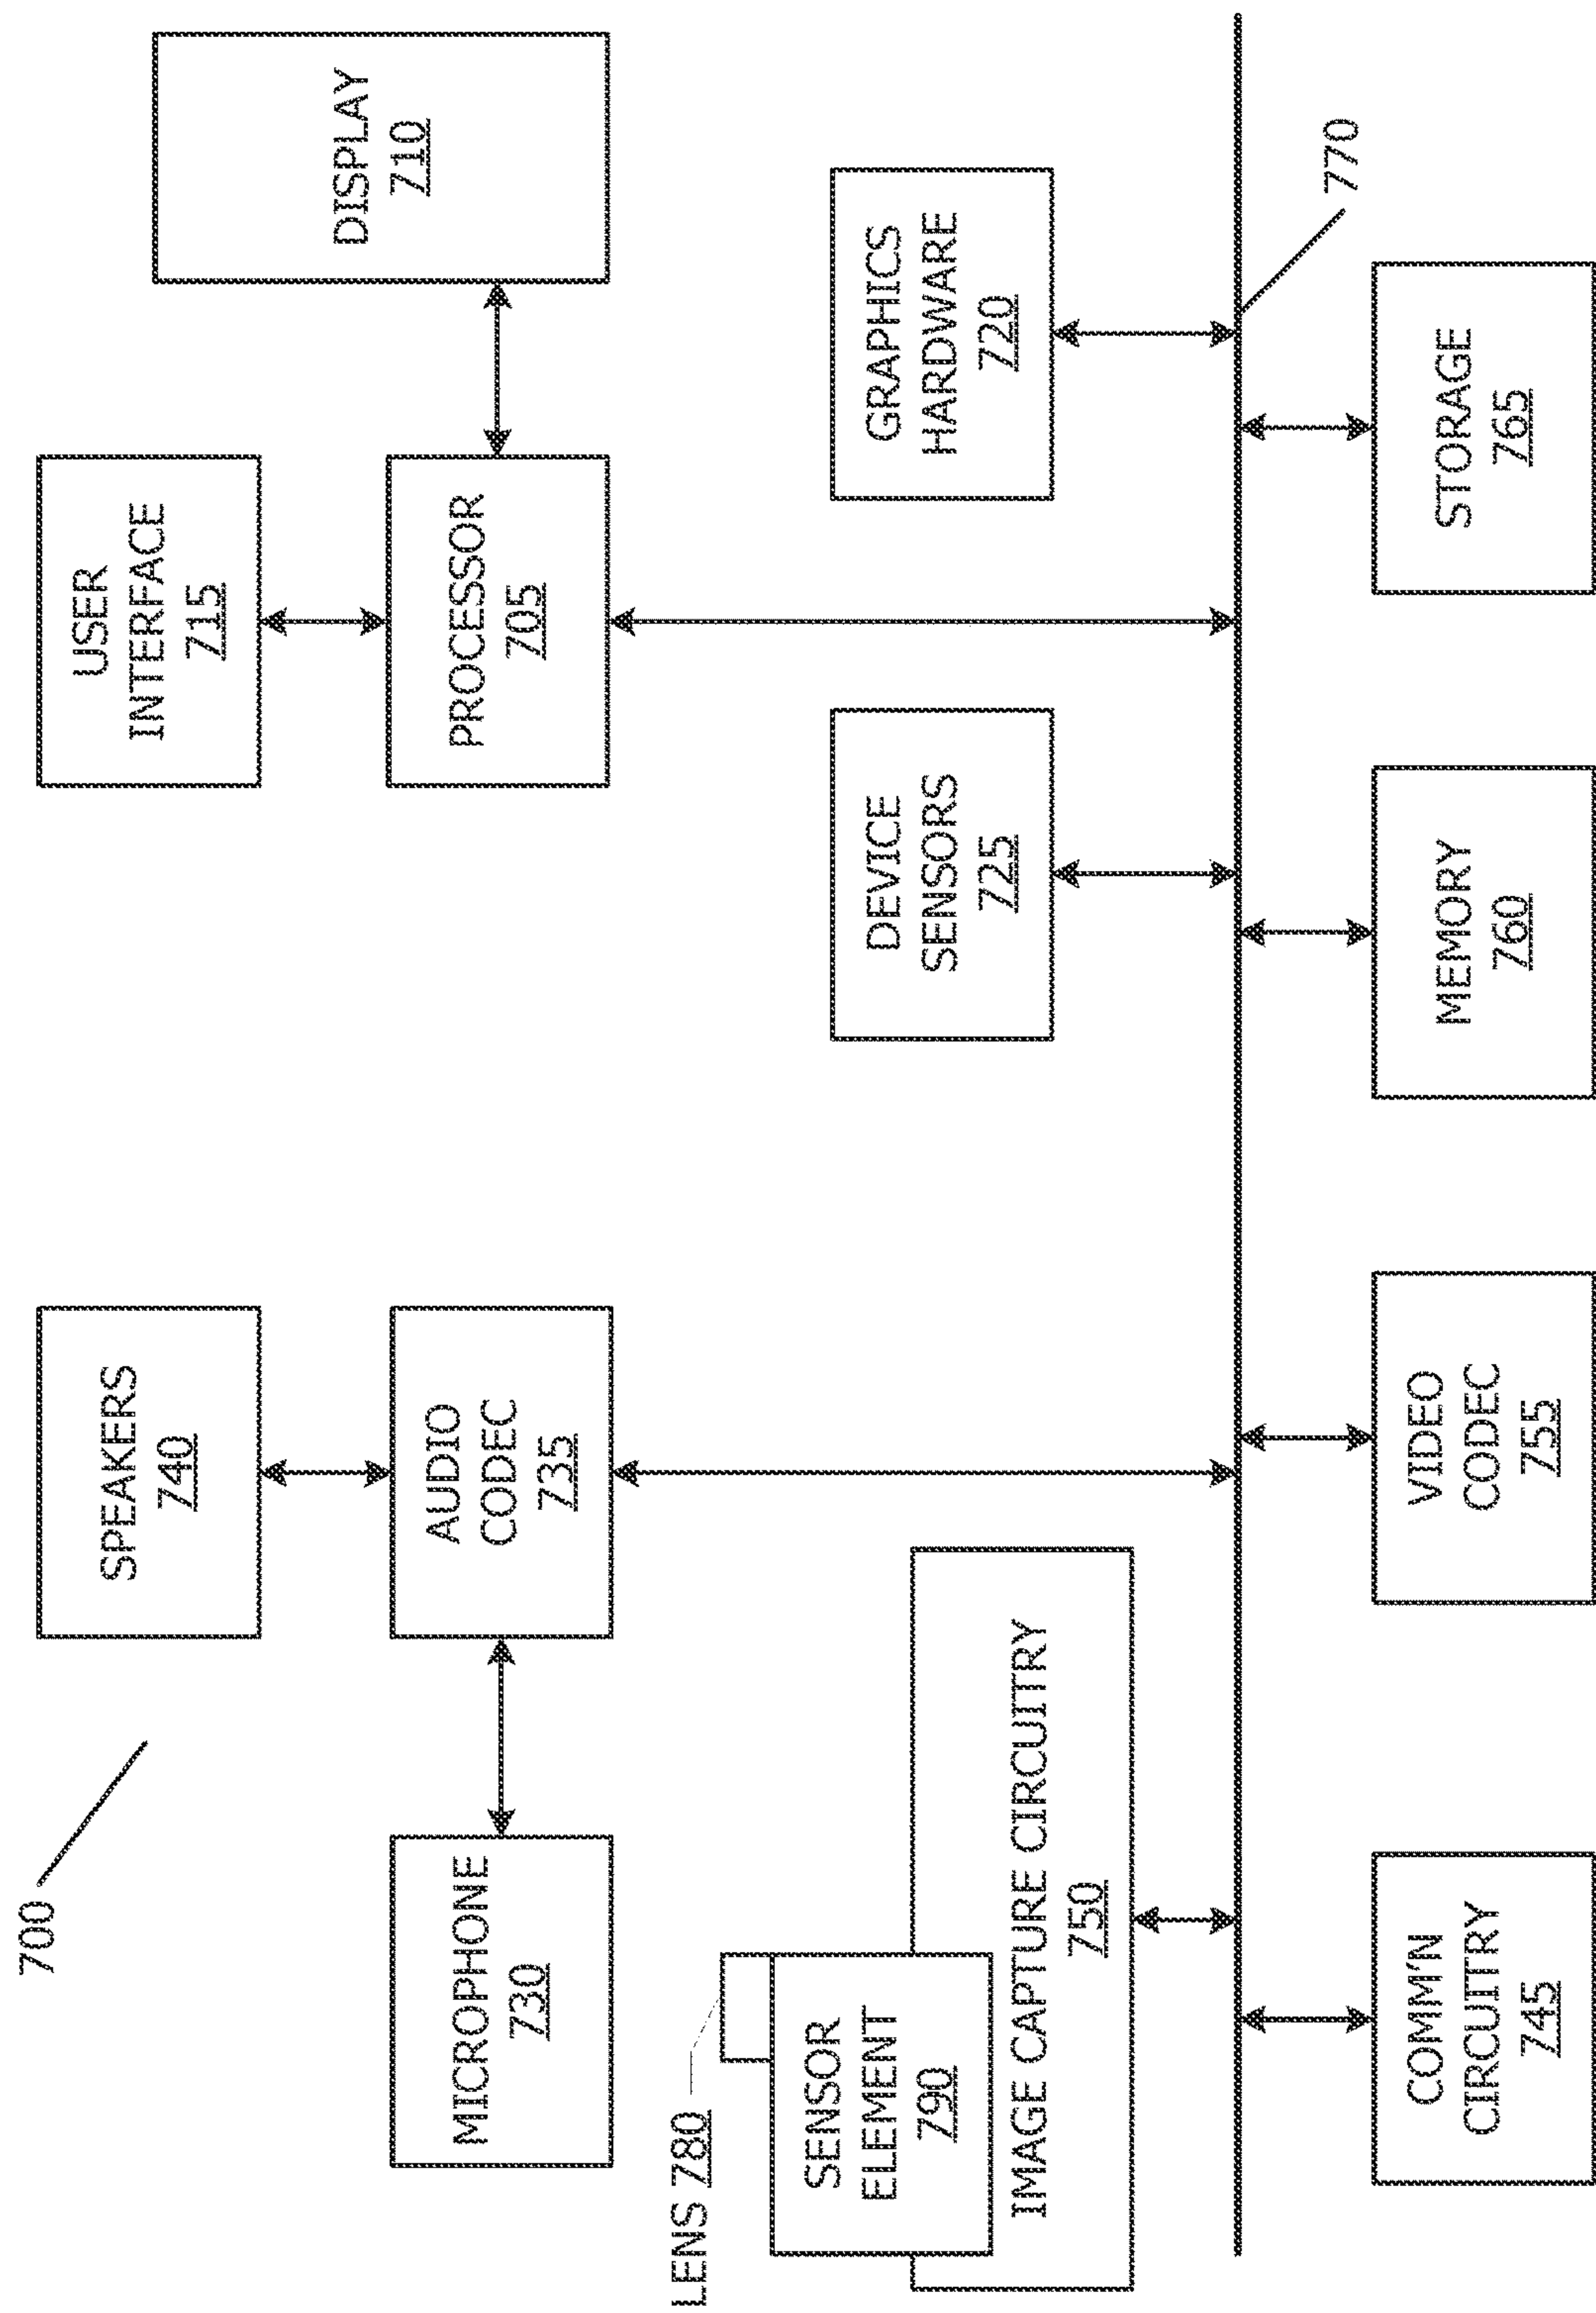 700
SPEAKERS
740
USER
INTERFACE
715
MICROPHONE
730
AUDIO
CODEC
735
PROCESSOR
705
DISPLAY
710
LENS 780
SENSOR
ELEMENT
790
IMAGE CAPTURE CIRCUITRY
750
DEVICE
SENSORS
725
GRAPHICS
HARDWARE
720
770
COMM'N
CIRCUITRY
745
VIDEO
CODEC
755
MEMORY
760
STORAGE
765